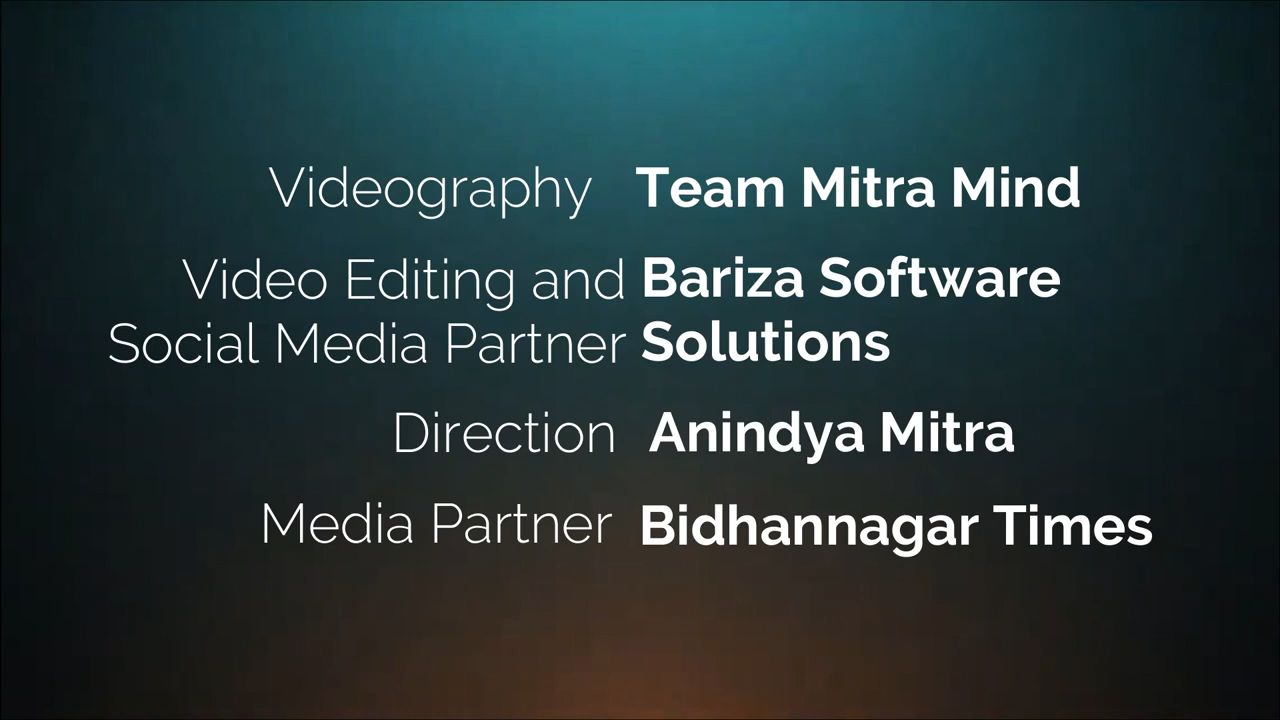 Videography Team Mitra Mind
Video Editing and Bariza Software
Social Media Partner Solutions
Direction Anindya Mitra
Media Partner Bidhannagar Times